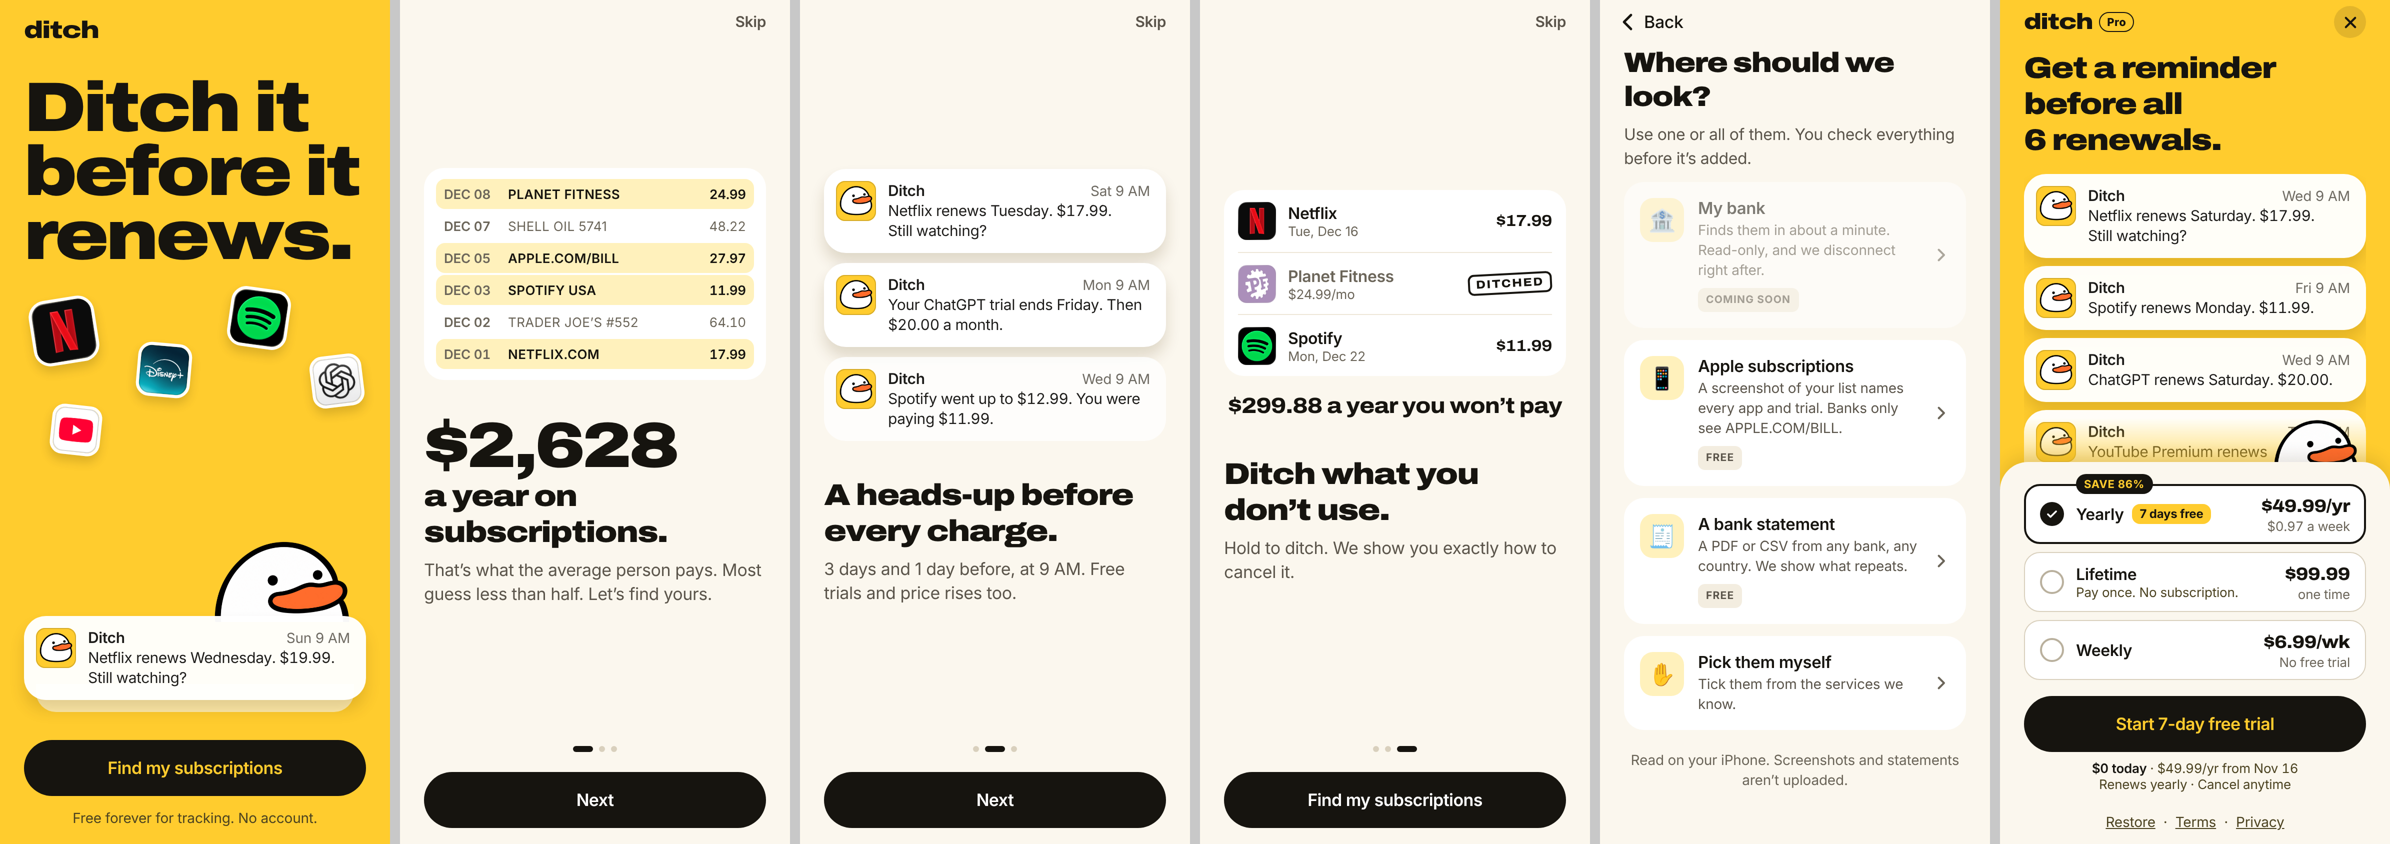 ditch
Ditch it
before it
renews.
N
Disney+
Ditch Sun 9 AM
Netflix renews Wednesday. $19.99.
Still watching?
Find my subscriptions
Free forever for tracking. No account.
Skip
DEC 08 PLANET FITNESS 24.99
DEC 07 SHELL OIL 5741 48.22
DEC 05 APPLE.COM/BILL 27.97
DEC 03 SPOTIFY USA 11.99
DEC 02 TRADER JOE'S #552 64.10
DEC 01 NETFLIX.COM 17.99
$2,628
a year on
subscriptions.
That's what the average person pays. Most
guess less than half. Let's find yours.
Next
Skip
Ditch Sat 9 AM
Netflix renews Tuesday. $17.99.
Still watching?
Ditch Mon 9 AM
Your ChatGPT trial ends Friday. Then
$20.00 a month.
Ditch Wed 9 AM
Spotify went up to $12.99. You were
paying $11.99.
A heads-up before
every charge.
3 days and 1 day before, at 9 AM. Free
trials and price rises too.
Next
Skip
N
Netflix $17.99
Tue, Dec 16
Planet Fitness DITCHED
$24.99/mo
Spotify $11.99
Mon, Dec 22
$299.88 a year you won't pay
Ditch what you
don't use.
Hold to ditch. We show you exactly how to
cancel it.
Find my subscriptions
Back
Where should we
look?
Use one or all of them. You check everything
before it's added.
My bank
Finds them in about a minute.
Read-only, and we disconnect
right after.
COMING SOON
Apple subscriptions
A screenshot of your list names
every app and trial. Banks only
see APPLE.COM/BILL.
FREE
A bank statement
A PDF or CSV from any bank, any
country. We show what repeats.
FREE
Pick them myself
Tick them from the services we
know.
Read on your iPhone. Screenshots and statements
aren't uploaded.
ditch Pro
Get a reminder
before all
6 renewals.
Ditch Wed 9 AM
Netflix renews Saturday. $17.99.
Still watching?
Ditch Fri 9 AM
Spotify renews Monday. $11.99.
Ditch Wed 9 AM
ChatGPT renews Saturday. $20.00.
Ditch
YouTube Premium renews
SAVE 86%
Yearly 7 days free $49.99/yr
$0.97 a week
Lifetime $99.99
Pay once. No subscription. one time
Weekly $6.99/wk
No free trial
Start 7-day free trial
$0 today · $49.99/yr from Nov 16
Renews yearly · Cancel anytime
Restore · Terms · Privacy